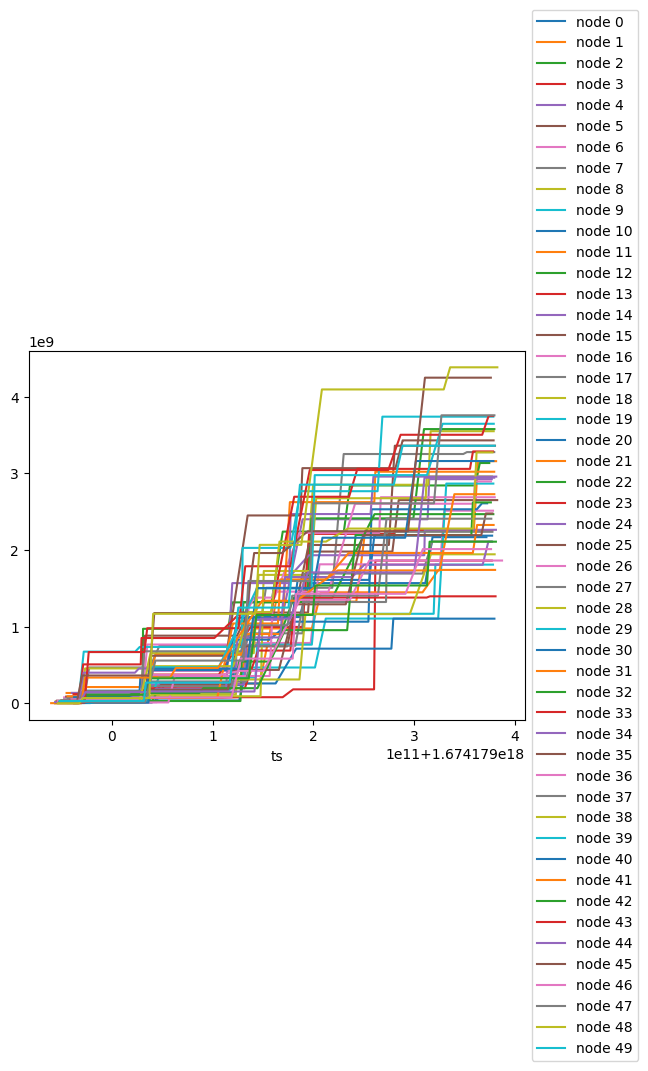 1e9
4
3
2
1
0
0
1
2
3
4
ts
1e11+1.674179e18
node 0
node 1
node 2
node 3
node 4
node 5
node 6
node 7
node 8
node 9
node 10
node 11
node 12
node 13
node 14
node 15
node 16
node 17
node 18
node 19
node 20
node 21
node 22
node 23
node 24
node 25
node 26
node 27
node 28
node 29
node 30
node 31
node 32
node 33
node 34
node 35
node 36
node 37
node 38
node 39
node 40
node 41
node 42
node 43
node 44
node 45
node 46
node 47
node 48
node 49